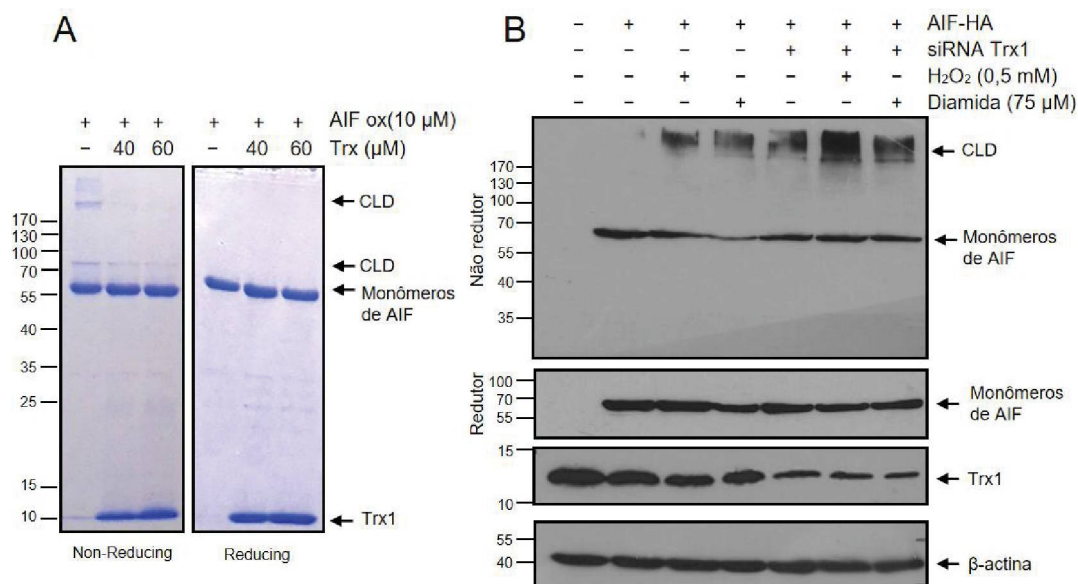 A
+ + + AIF ox(10 µM)
– 40 60 Trx (µM)
+ + +
– 40 60
170
130
100
70
55
40
35
25
15
10
CLD
CLD
Monômeros
de AIF
Trx1
Non-Reducing
Reducing
B
– + + + + + + AIF-HA
– – – – + + + siRNA Trx1
– – + – – + – H₂O₂ (0,5 mM)
– – – + – – + Diamida (75 µM)
Não redutor
170
130
100
70
55
40
35
CLD
Monômeros
de AIF
Redutor
100
70
55
Monômeros
de AIF
15
10
Trx1
55
40
β-actina